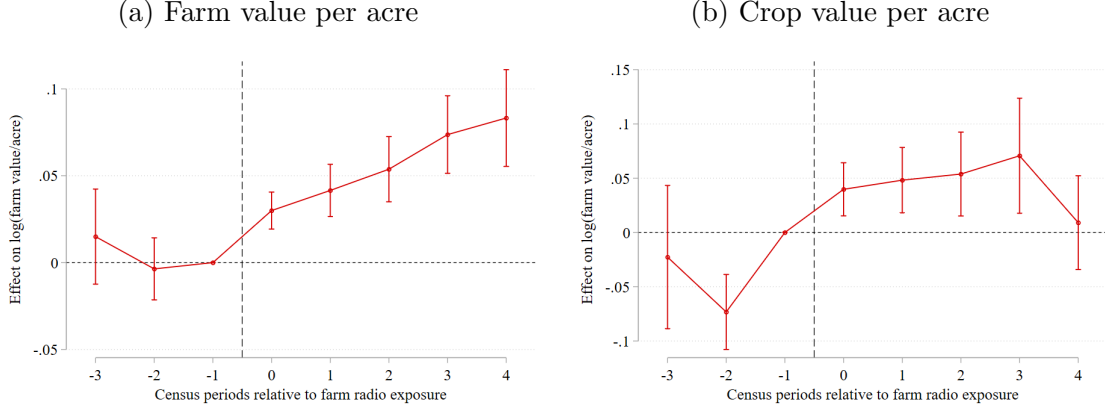 (a) Farm value per acre
Effect on log(farm value/acre)
.1
.05
0
-.05
-3 -2 -1 0 1 2 3 4
Census periods relative to farm radio exposure
(b) Crop value per acre
Effect on log(farm value/acre)
.15
.1
.05
0
-.05
-.1
-3 -2 -1 0 1 2 3 4
Census periods relative to farm radio exposure